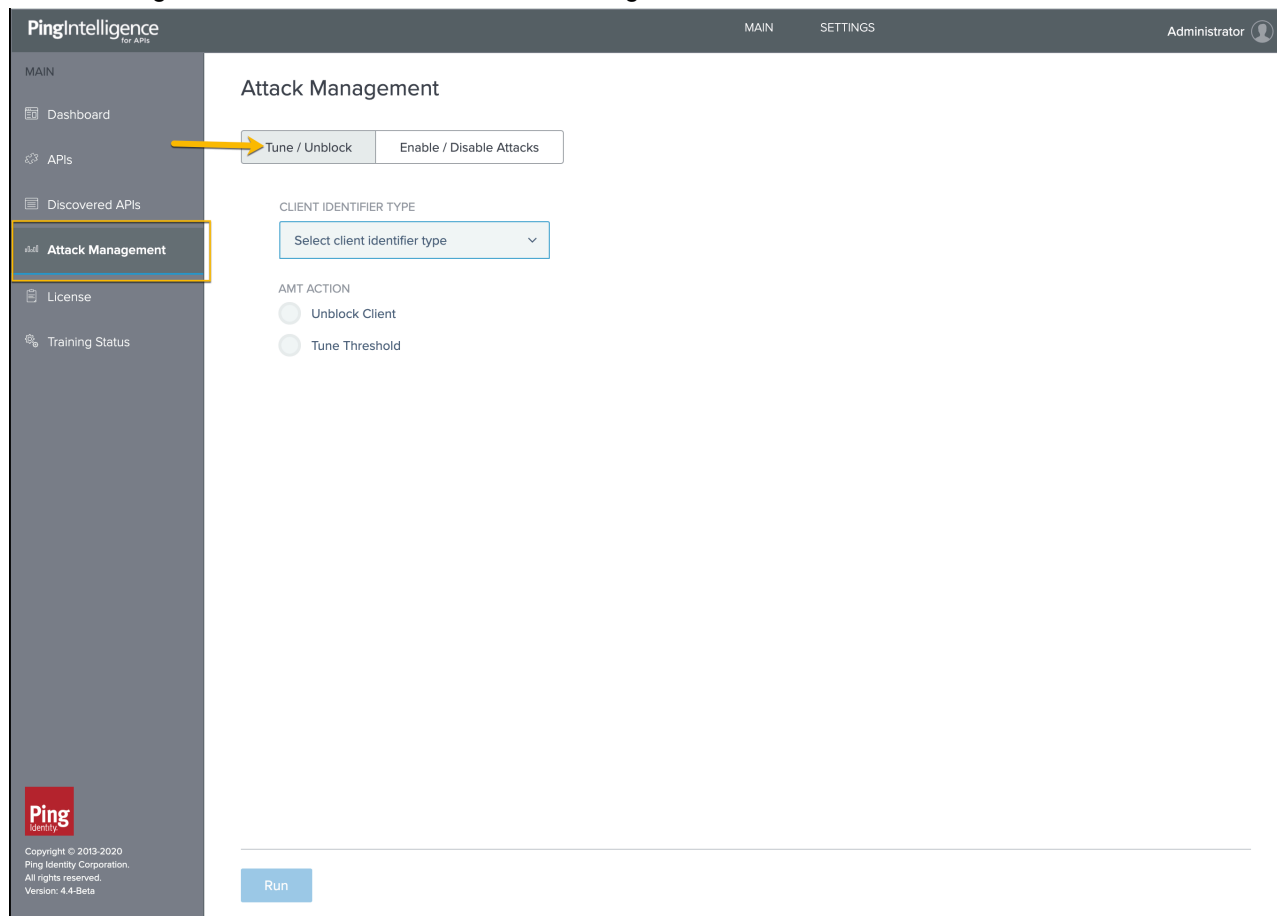 PingIntelligence
for APIs
MAIN
SETTINGS
Administrator
MAIN
Dashboard
APIs
Discovered APIs
Attack Management
License
Training Status
Attack Management
Tune / Unblock
Enable / Disable Attacks
CLIENT IDENTIFIER TYPE
Select client identifier type
AMT ACTION
Unblock Client
Tune Threshold
Ping
Identity.
Copyright © 2013-2020
Ping Identity Corporation.
All rights reserved.
Version: 4.4-Beta
Run